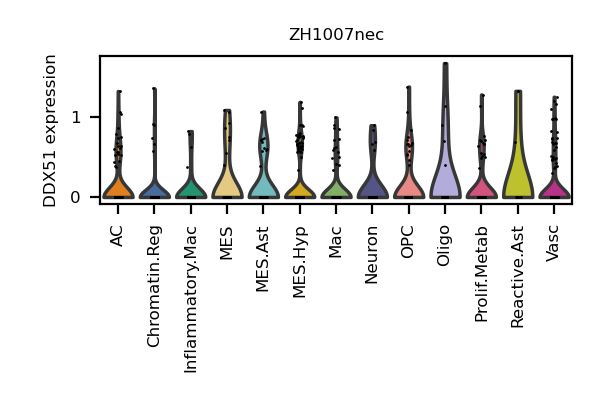 ZH1007nec
DDX51 expression
1
0
AC
Chromatin.Reg
Inflammatory.Mac
MES
MES.Ast
MES.Hyp
Mac
Neuron
OPC
Oligo
Prolif.Metab
Reactive.Ast
Vasc